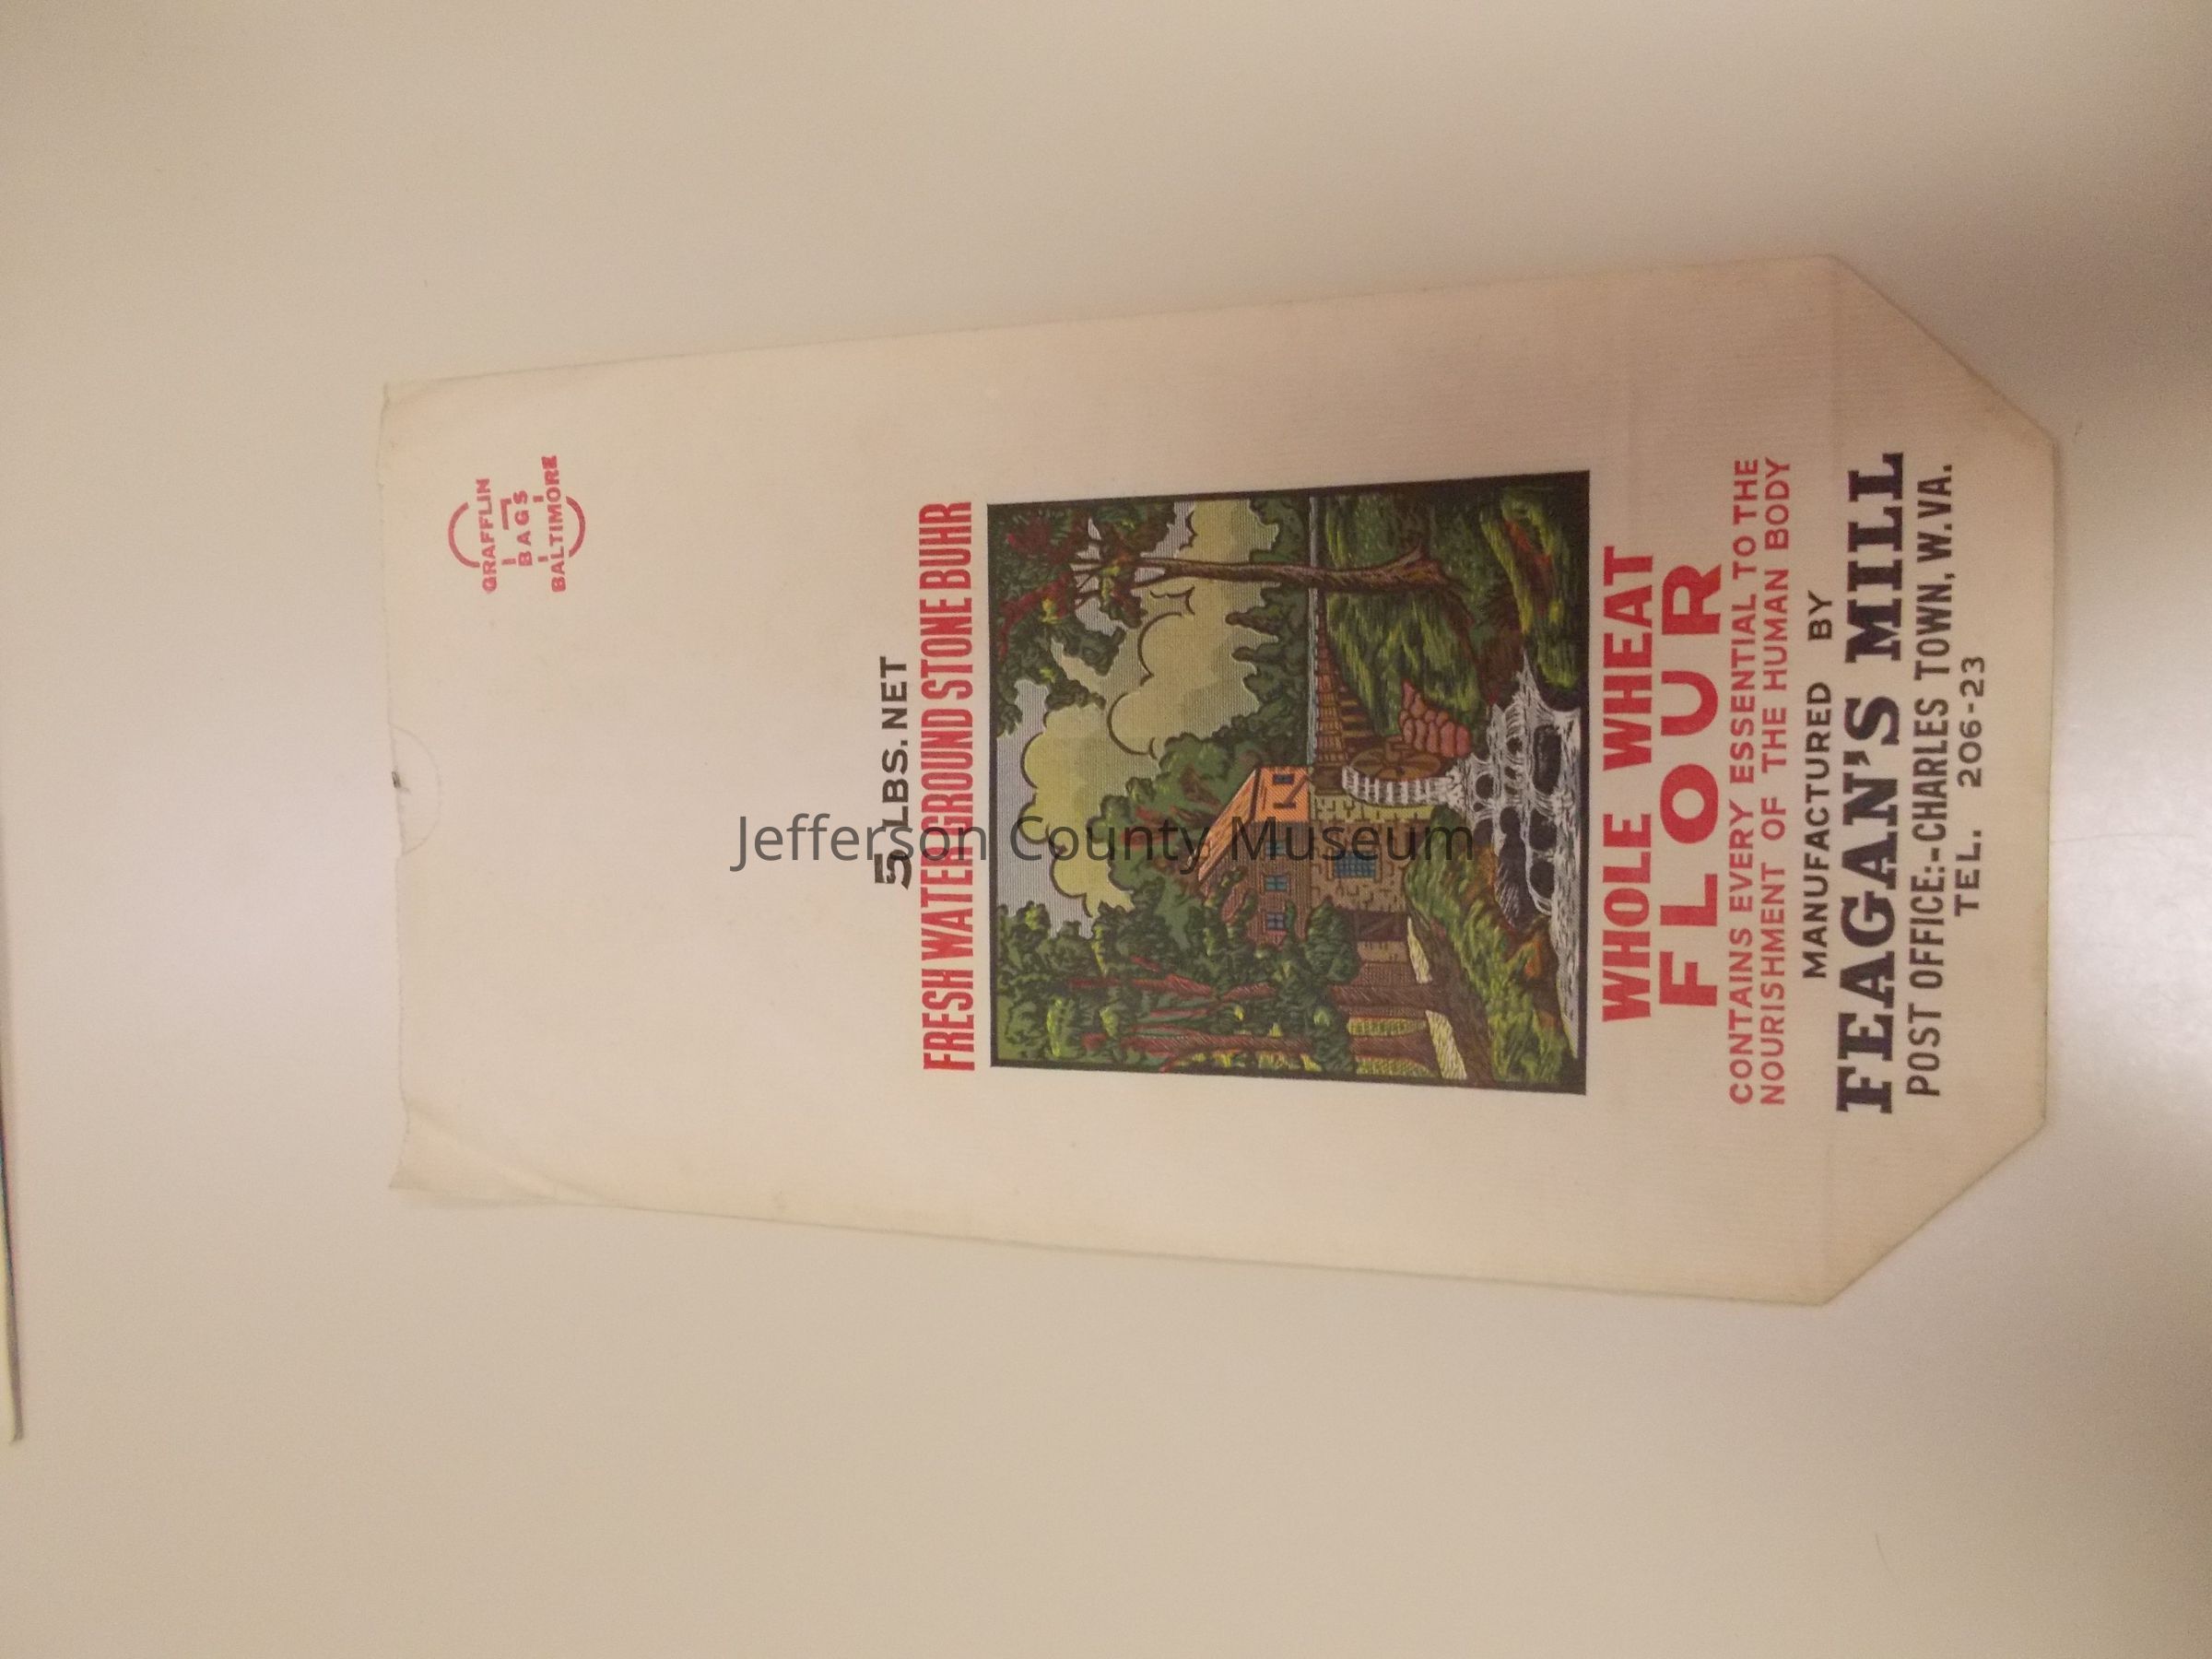 GRAFFLIN
BAGS
BALTIMORE
5 LBS. NET
FRESH WATER GROUND STONE BUHR
WHOLE WHEAT
FLOUR
CONTAINS EVERY ESSENTIAL TO THE
NOURISHMENT OF THE HUMAN BODY
MANUFACTURED BY
FEAGAN'S MILL
POST OFFICE:-CHARLES TOWN, W.VA.
TEL. 206-23
Jefferson County Museum